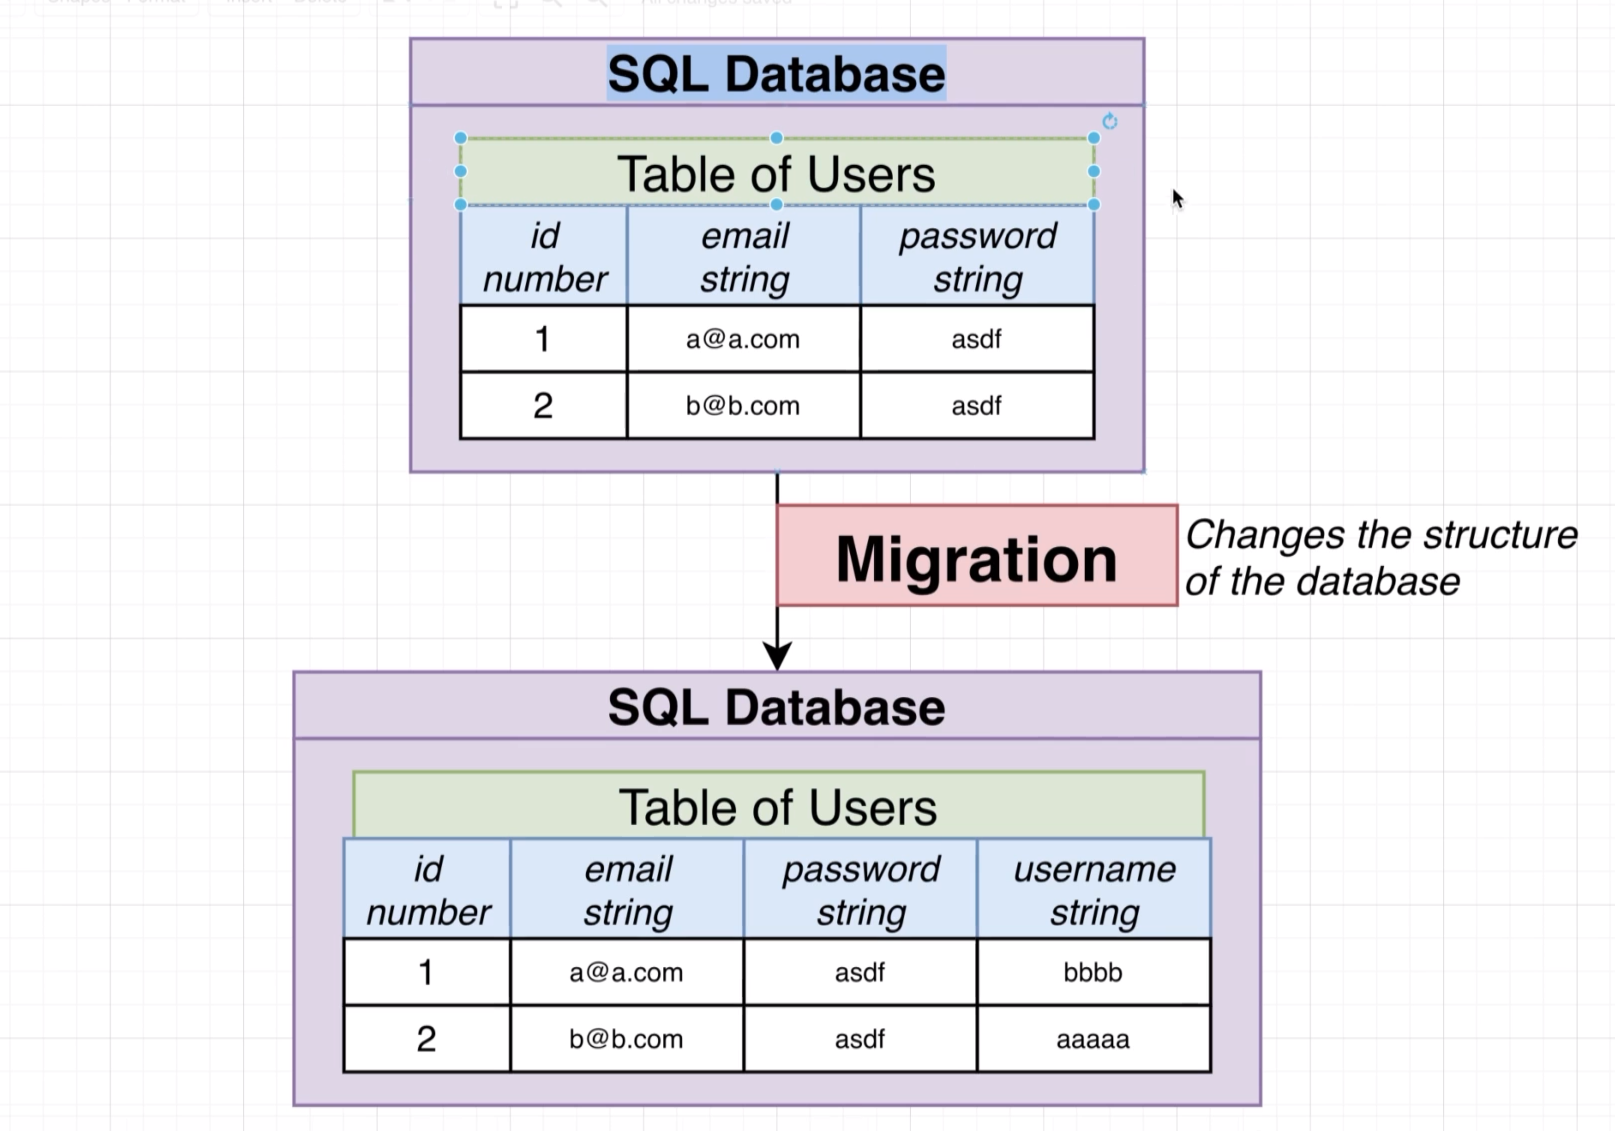 SQL Database
Table of Users
id email password
number string string
1 a@a.com asdf
2 b@b.com asdf
Migration
Changes the structure
of the database
SQL Database
Table of Users
id email password username
number string string string
1 a@a.com asdf bbbb
2 b@b.com asdf aaaaa